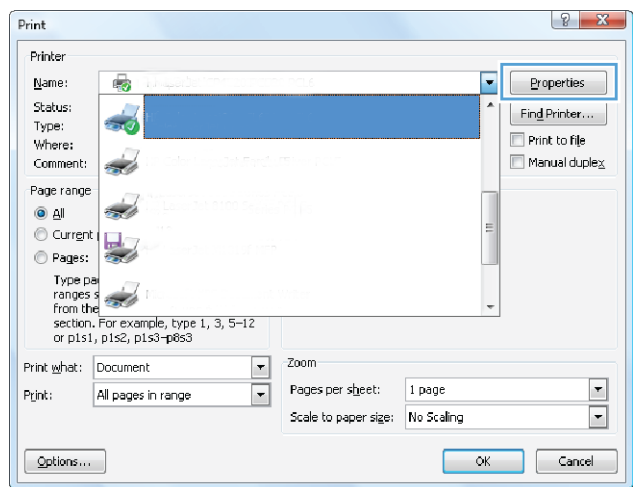 Print
Printer
Name:
Properties
Status:
Find Printer...
Type:
Where:
Print to file
Comment:
Manual duplex
Page range
All
Current
Pages:
Type pa
ranges s
from the
section. For example, type 1, 3, 5–12
or p1s1, p1s2, p1s3–p8s3
Print what: Document
Print: All pages in range
Zoom
Pages per sheet: 1 page
Scale to paper size: No Scaling
Options...
OK
Cancel